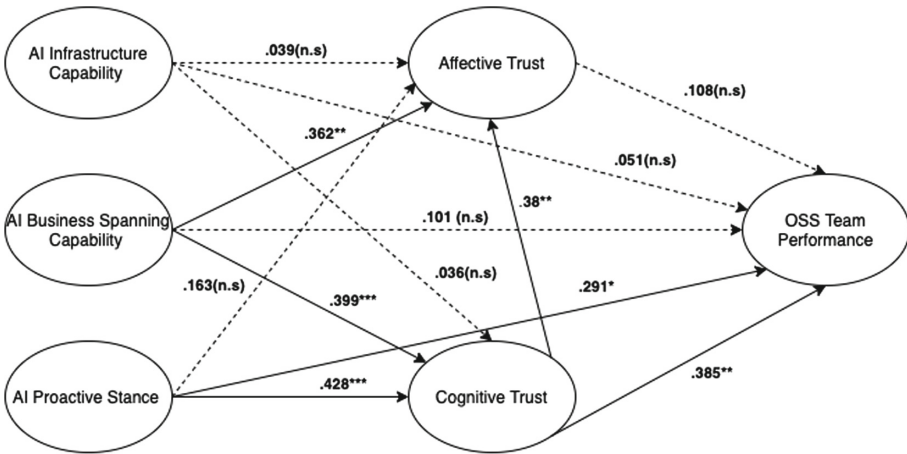 AI Infrastructure
Capability
.039(n.s)
Affective Trust
.108(n.s)
.362**
.051(n.s)
.38**
AI Business Spanning
Capability
.101 (n.s)
OSS Team
Performance
.163(n.s)
.036(n.s)
.399***
.291*
AI Proactive Stance
.428***
Cognitive Trust
.385**